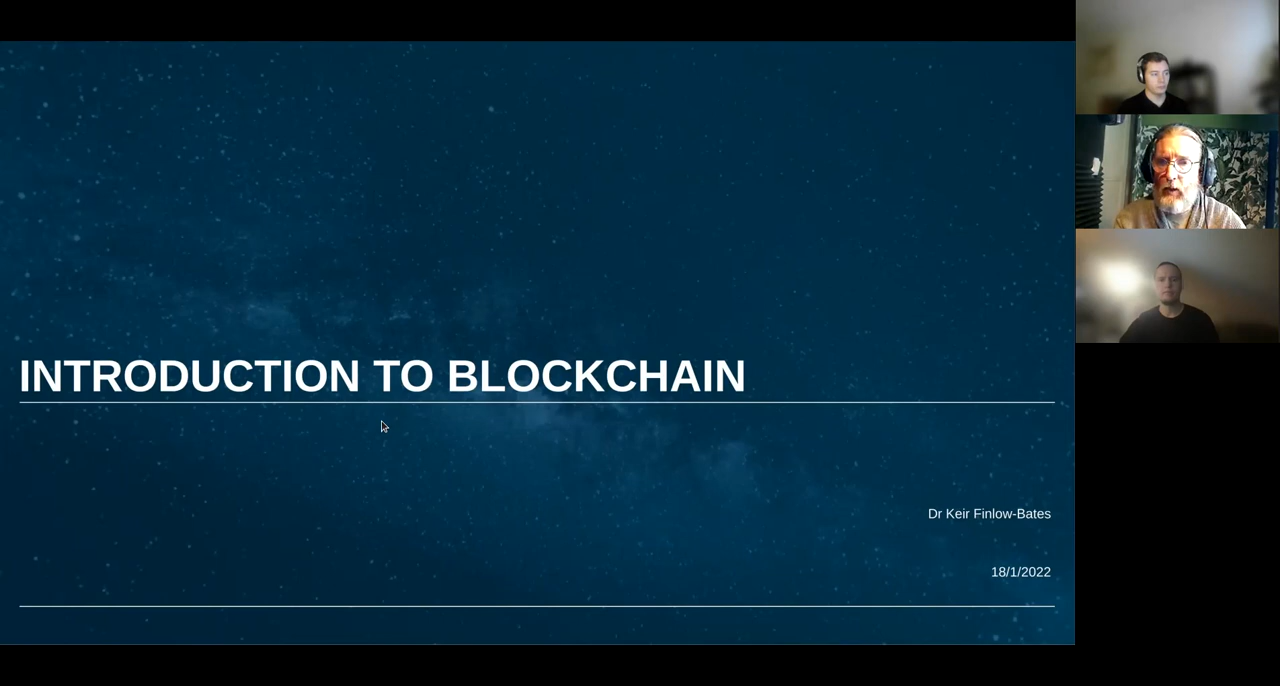 INTRODUCTION TO BLOCKCHAIN
Dr Keir Finlow-Bates
18/1/2022